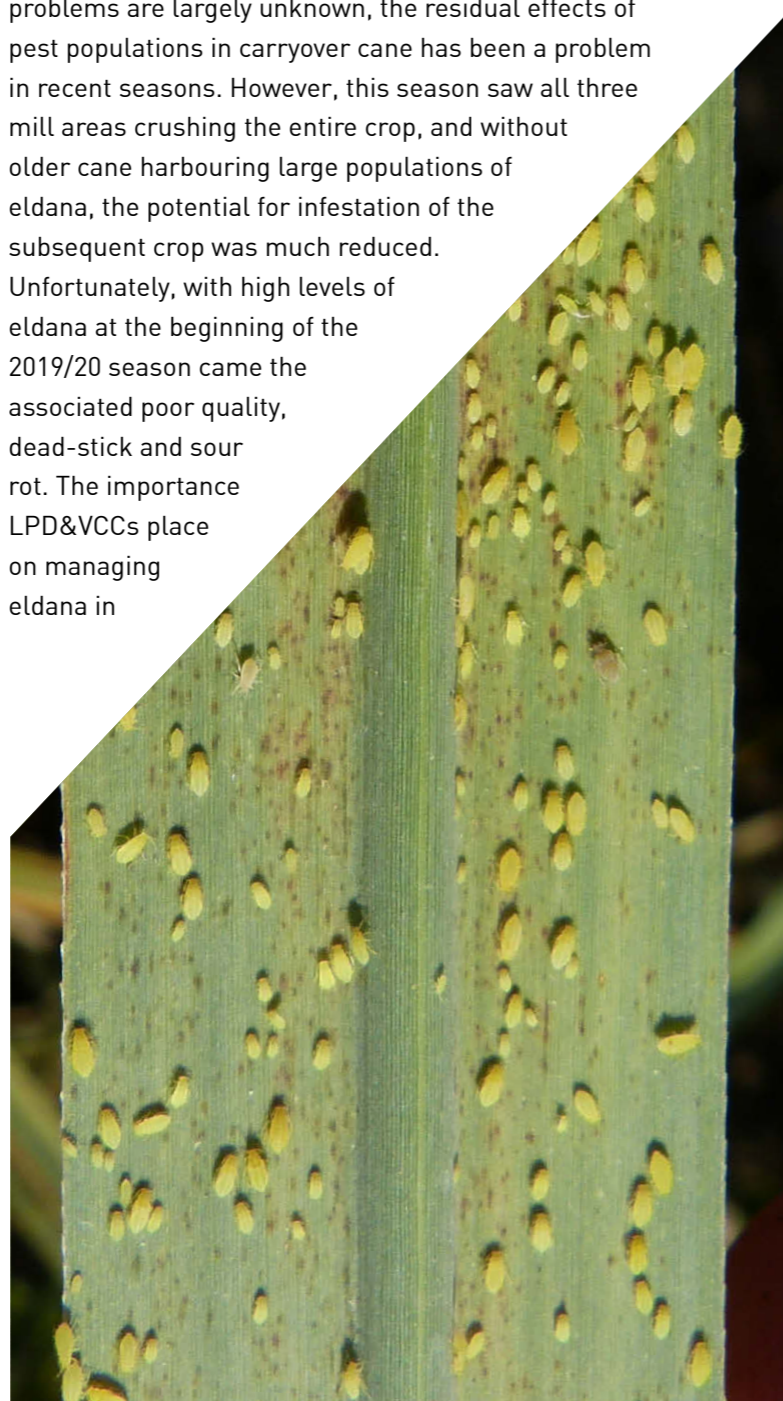 problems are largely unknown, the residual effects of
pest populations in carryover cane has been a problem
in recent seasons. However, this season saw all three
mill areas crushing the entire crop, and without
older cane harbouring large populations of
eldana, the potential for infestation of the
subsequent crop was much reduced.
Unfortunately, with high levels of
eldana at the beginning of the
2019/20 season came the
associated poor quality,
dead-stick and sour
rot. The importance
LPD&VCCs place
on managing
eldana in